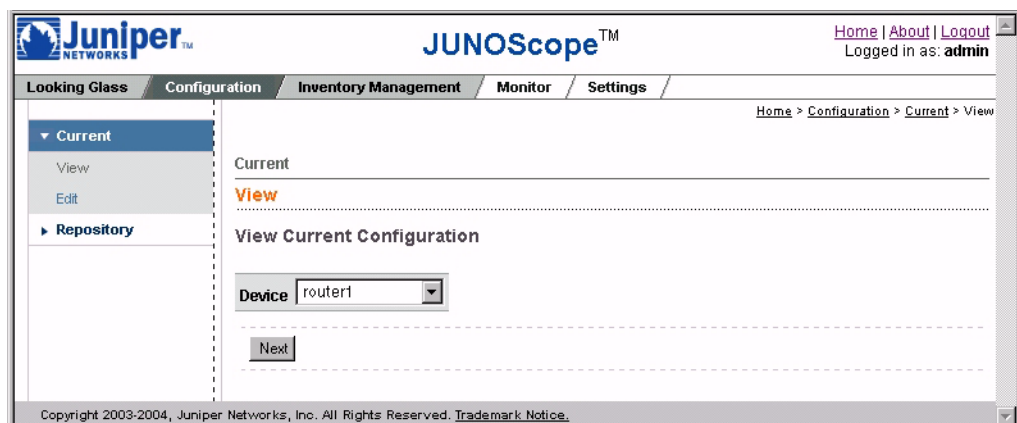 Juniper TM
NETWORKS
JUNOScope™
Home | About | Logout
Logged in as: admin
Looking Glass / Configuration / Inventory Management / Monitor / Settings /
Home > Configuration > Current > View
Current
View
Edit
Repository
Current
View
View Current Configuration
Device router1
Next
Copyright 2003-2004, Juniper Networks, Inc. All Rights Reserved. Trademark Notice.